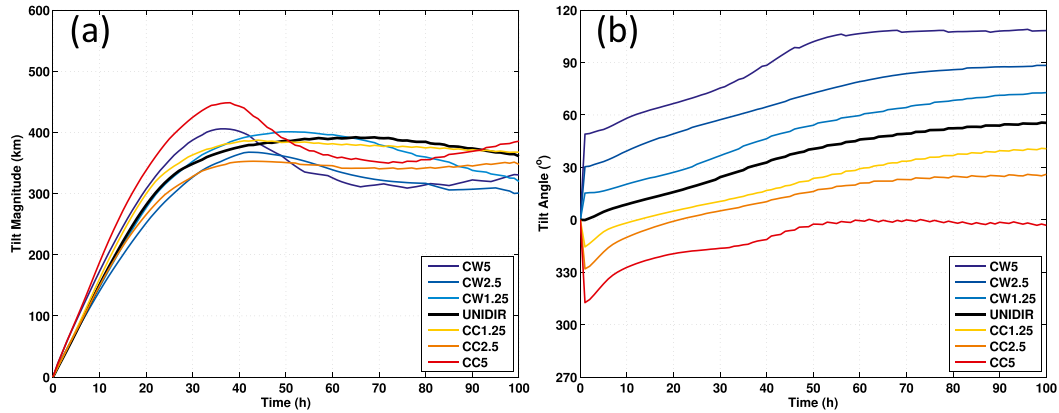 (a)
600
500
400
300
200
100
0
Tilt Magnitude (km)
0 10 20 30 40 50 60 70 80 90 100
Time (h)
CW5
CW2.5
CW1.25
UNIDIR
CC1.25
CC2.5
CC5
(b)
120
90
60
30
0
330
300
270
Tilt Angle (º)
0 10 20 30 40 50 60 70 80 90 100
Time (h)
CW5
CW2.5
CW1.25
UNIDIR
CC1.25
CC2.5
CC5